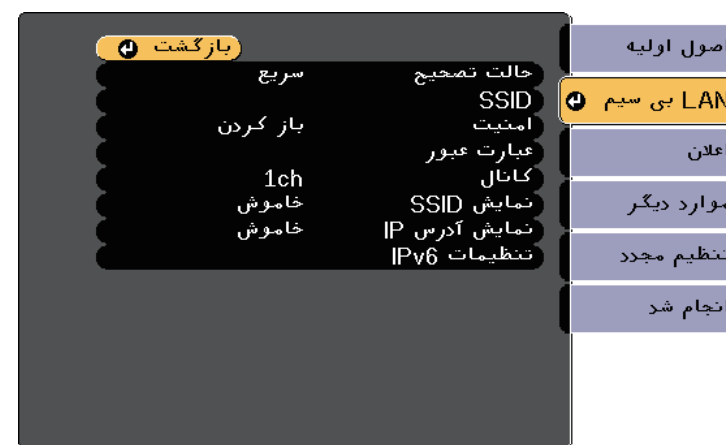 بازگشت
حالت تصحیح سریع
SSID
امنیت باز کردن
عبارت عبور
کانال 1ch
نمایش SSID خاموش
نمایش آدرس IP خاموش
تنظیمات IPv6
صول اولیه
LAN بی سیم
اعلان
موارد دیگر
تنظیم مجدد
انجام شد